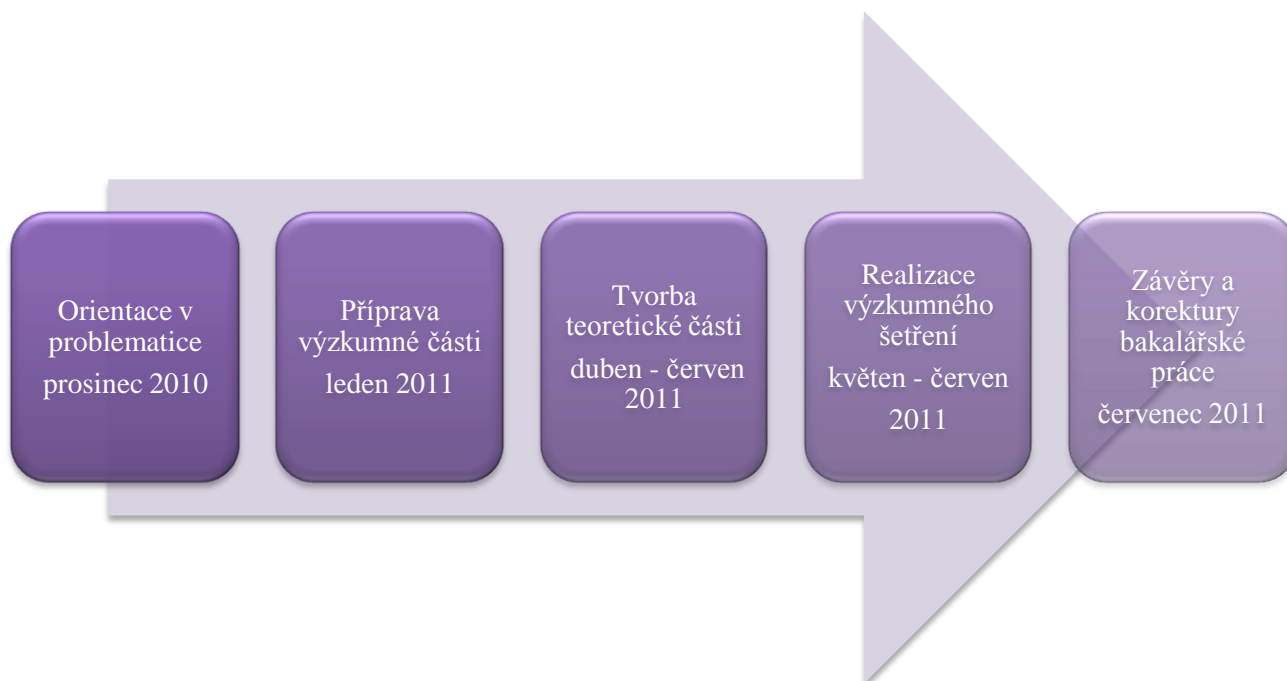 Orientace v
problematice
prosinec 2010
Příprava
výzkumné části
leden 2011
Tvorba
teoretické části
duben - červen
2011
Realizace
výzkumného
šetření
květen - červen
2011
Závěry a
korektury
bakalářské
práce
červenec 2011